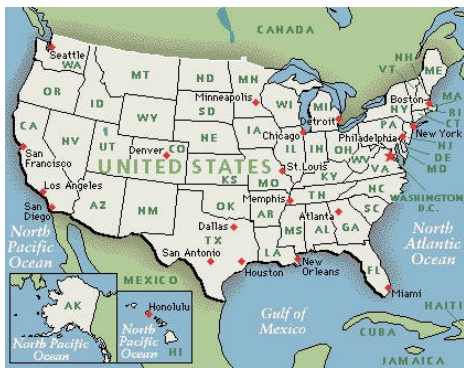 CANADA
Seattle
WA
MT
ND
MN
NH
VT
ME
OR
ID
SD
Minneapolis
WI
MI
NY
Boston
MA
RI
CT
WY
Detroit
New York
CA
NV
UT
Denver
CO
NE
IA
Chicago
IL
IN
OH
PA
Philadelphia
NJ
DE
MD
WV
VA
San
Francisco
UNITED STATES
KS
MO
St.Louis
KY
WASHINGTON
D.C.
Los Angeles
San
Diego
AZ
NM
OK
AR
Memphis
TN
NC
SC
Atlanta
MS
AL
GA
North
Pacific
Ocean
Dallas
TX
San Antonio
Houston
LA
New
Orleans
FL
Miami
North
Atlantic
Ocean
MEXICO
Gulf of
Mexico
CUBA
HAITI
JAMAICA
AK
North Pacific
Ocean
Honolulu
North
Pacific
Ocean
HI